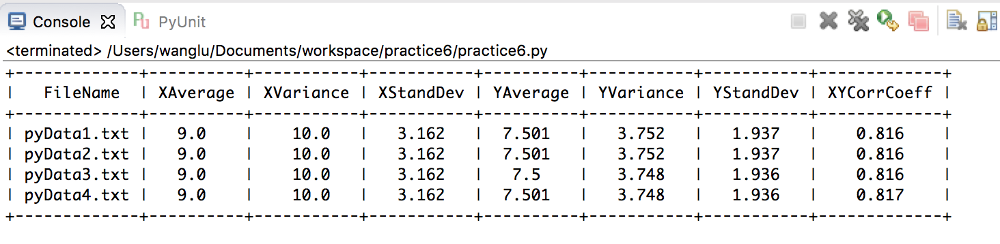 Console PyUnit
<terminated> /Users/wanglu/Documents/workspace/practice6/practice6.py
+-------------+----------+-----------+-----------+----------+-----------+-----------+-------------+
|   FileName  | XAverage | XVariance | XStandDev | YAverage | YVariance | YStandDev | XYCorrCoeff |
+-------------+----------+-----------+-----------+----------+-----------+-----------+-------------+
| pyData1.txt |   9.0    |    10.0   |   3.162   |  7.501   |   3.752   |   1.937   |    0.816    |
| pyData2.txt |   9.0    |    10.0   |   3.162   |  7.501   |   3.752   |   1.937   |    0.816    |
| pyData3.txt |   9.0    |    10.0   |   3.162   |   7.5    |   3.748   |   1.936   |    0.816    |
| pyData4.txt |   9.0    |    10.0   |   3.162   |  7.501   |   3.748   |   1.936   |    0.817    |
+-------------+----------+-----------+-----------+----------+-----------+-----------+-------------+